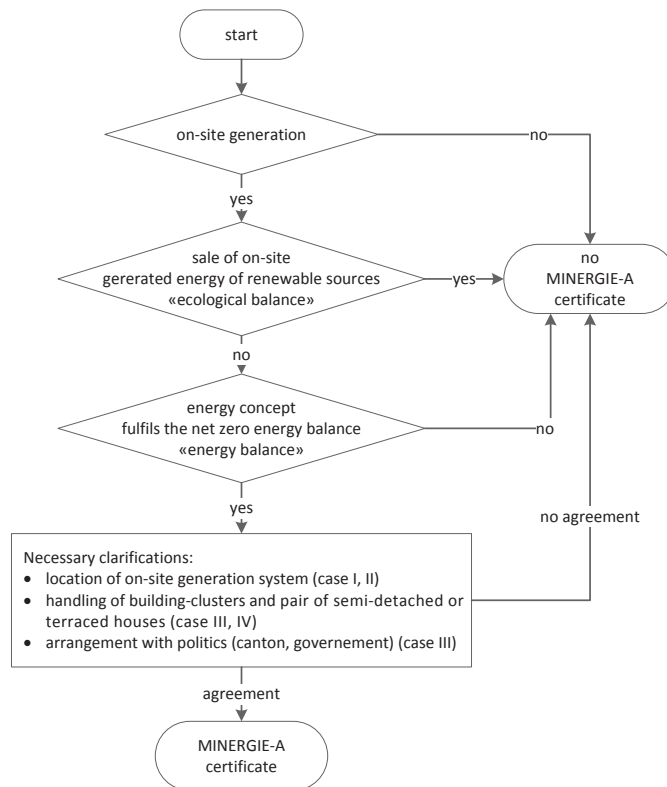 start
on-site generation
no
yes
sale of on-site
gererated energy of renewable sources
«ecological balance»
yes
no
MINERGIE-A
certificate
no
energy concept
fulfils the net zero energy balance
«energy balance»
no
yes
no agreement
Necessary clarifications:
• location of on-site generation system (case I, II)
• handling of building-clusters and pair of semi-detached or
terraced houses (case III, IV)
• arrangement with politics (canton, governement) (case III)
agreement
MINERGIE-A
certificate